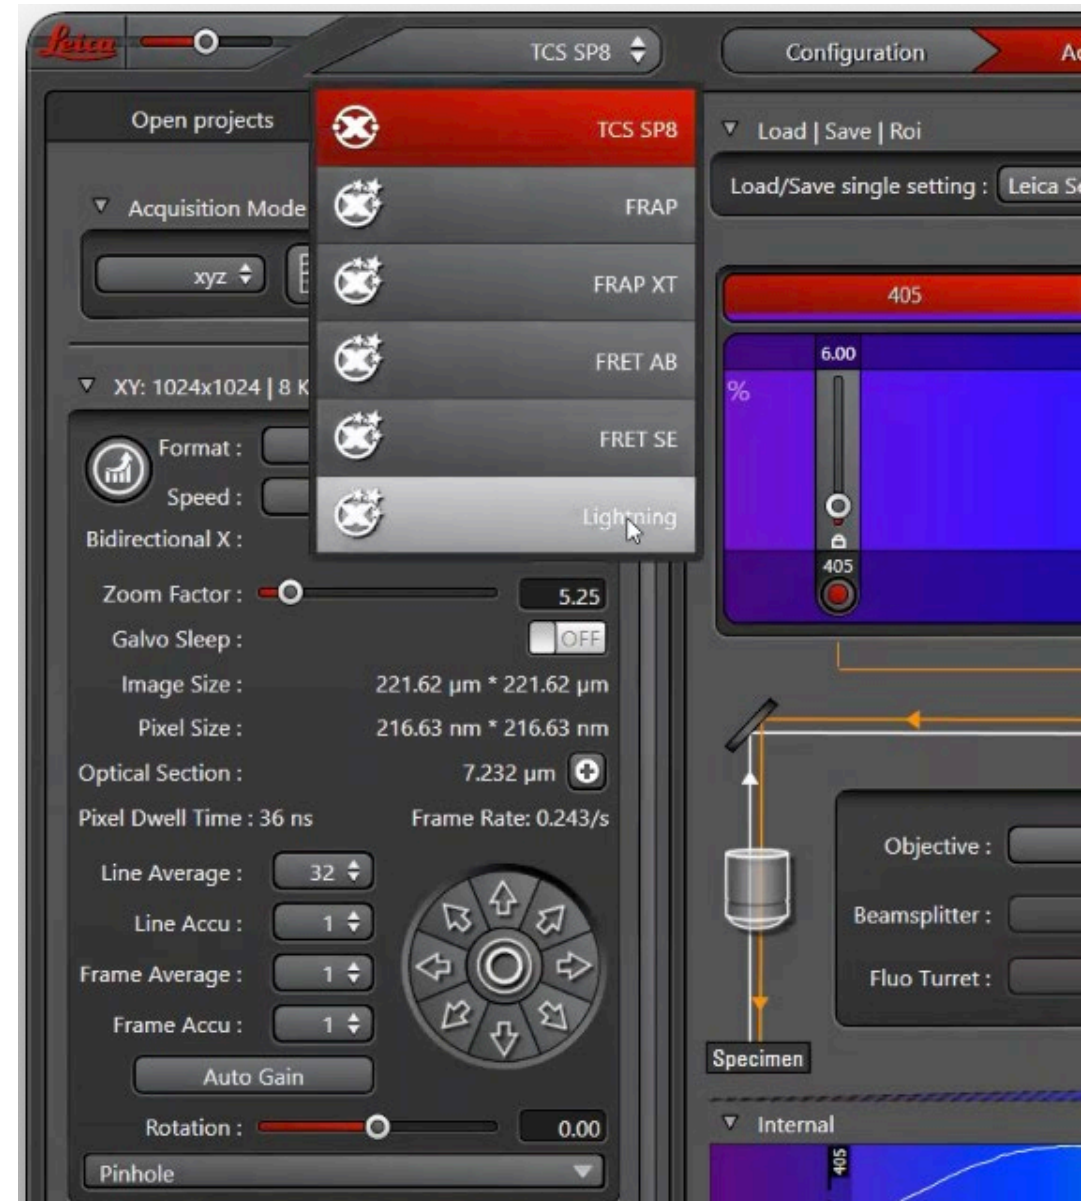 Leica
TCS SP8
Configuration
Open projects
TCS SP8
FRAP
FRAP XT
FRET AB
FRET SE
Lightning
Acquisition Mode
xyz
XY: 1024x1024 | 8 K
Format :
Speed :
Bidirectional X :
Zoom Factor : 5.25
Galvo Sleep : OFF
Image Size : 221.62 µm * 221.62 µm
Pixel Size : 216.63 nm * 216.63 nm
Optical Section : 7.232 µm
Pixel Dwell Time : 36 ns Frame Rate: 0.243/s
Line Average : 32
Line Accu : 1
Frame Average : 1
Frame Accu : 1
Auto Gain
Rotation : 0.00
Pinhole
Load | Save | Roi
Load/Save single setting : Leica Se
405
6.00
%
405
Objective :
Beamsplitter :
Fluo Turret :
Specimen
Internal
405